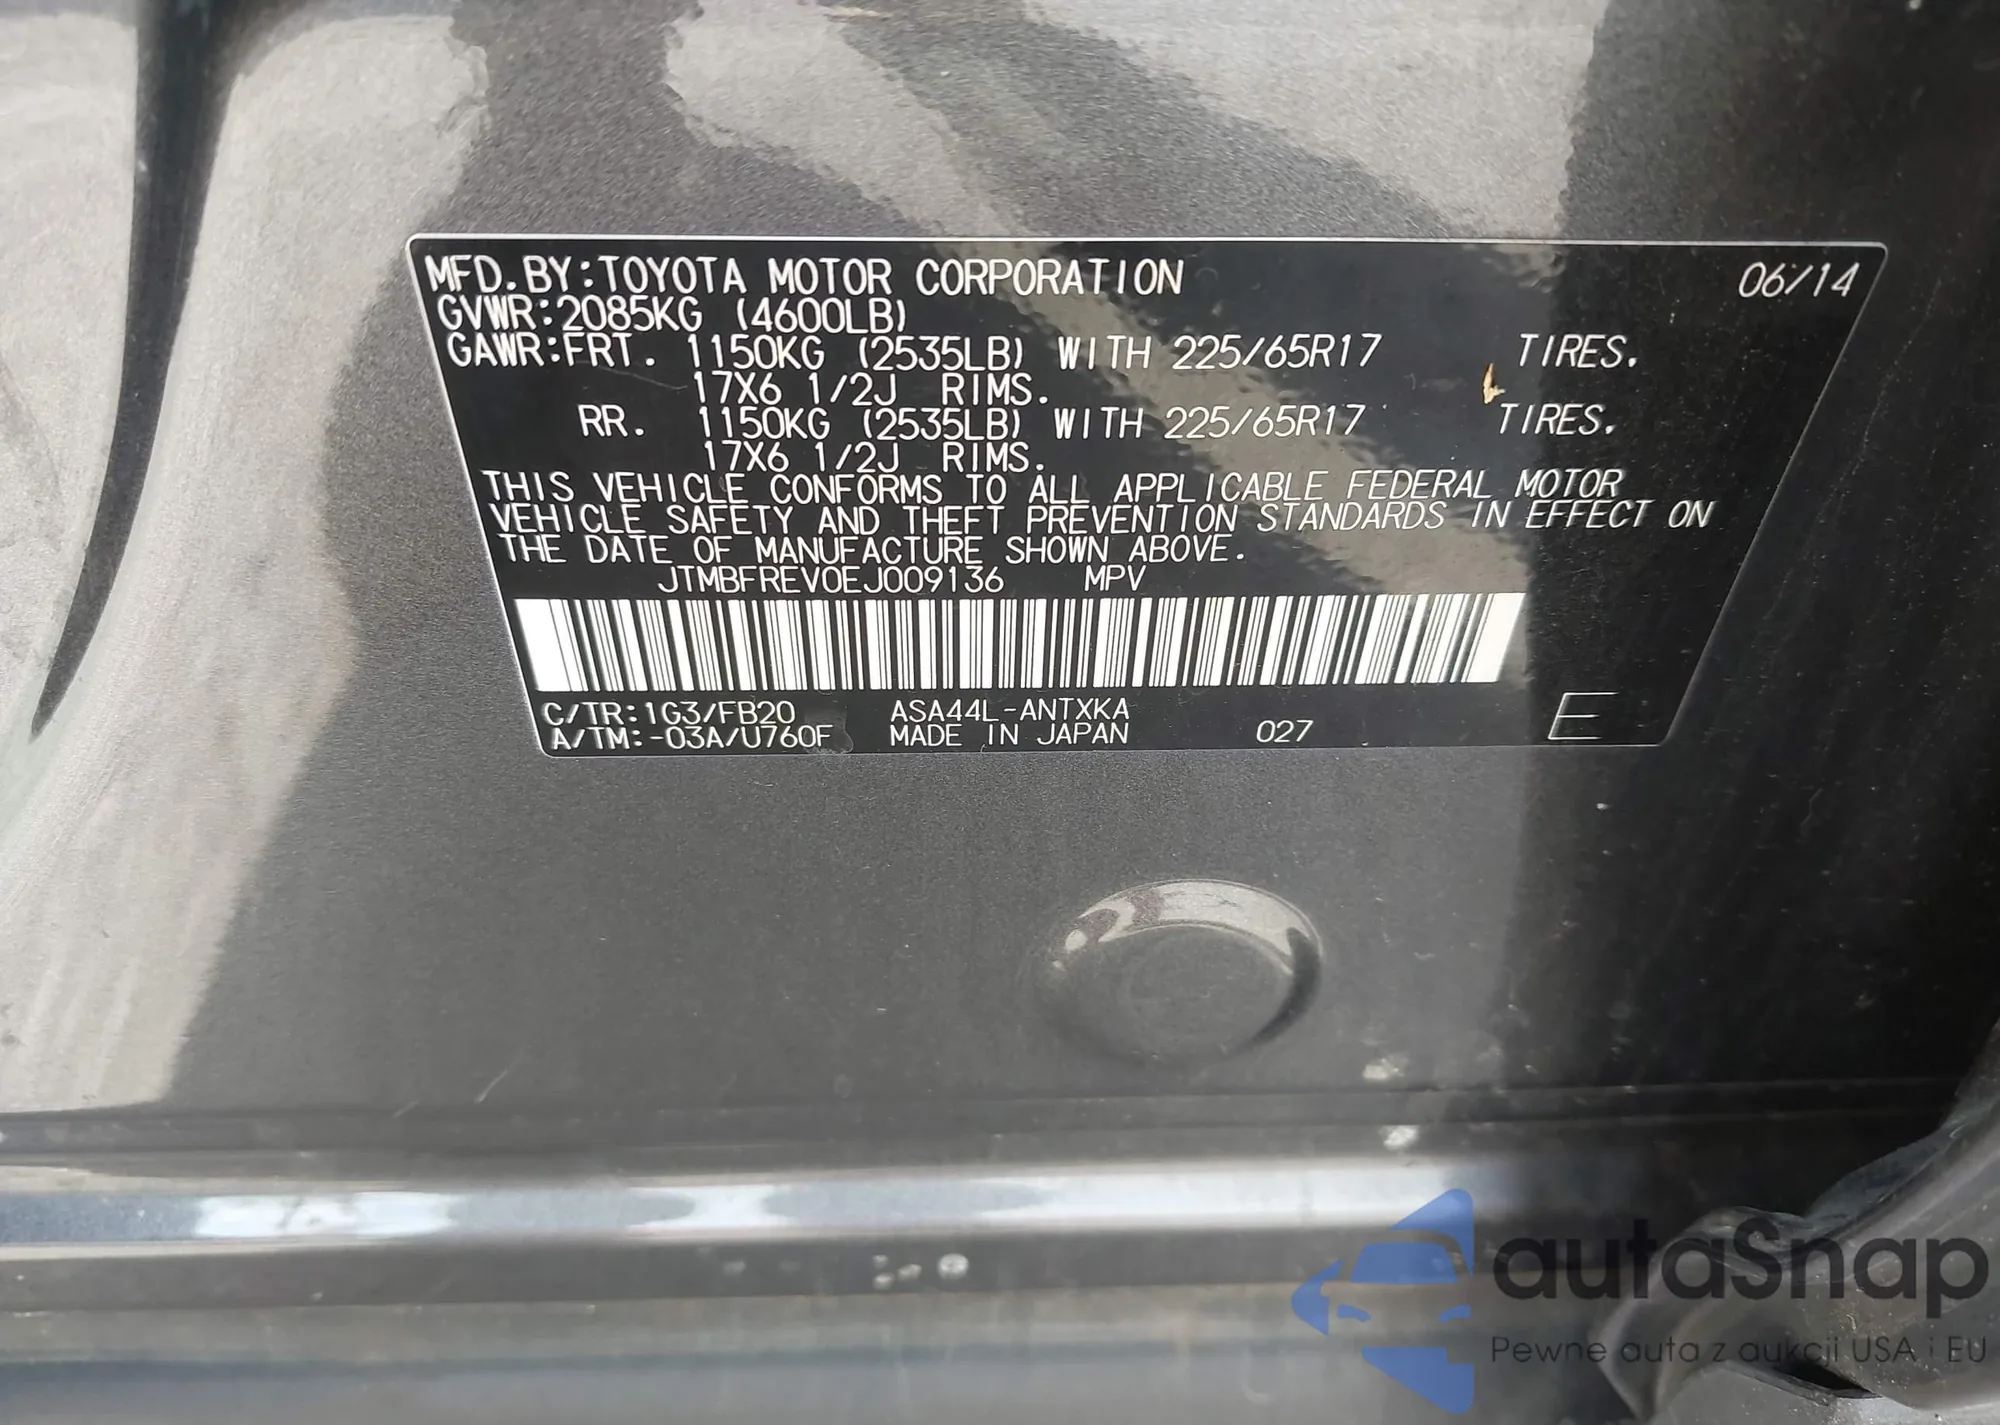 MFD.BY:TOYOTA MOTOR CORPORATION 06/14
GVWR:2085KG (4600LB)
GAWR:FRT. 1150KG (2535LB) WITH 225/65R17 TIRES.
17X6 1/2J RIMS.
RR. 1150KG (2535LB) WITH 225/65R17 TIRES.
17X6 1/2J RIMS.
THIS VEHICLE CONFORMS TO ALL APPLICABLE FEDERAL MOTOR
VEHICLE SAFETY AND THEFT PREVENTION STANDARDS IN EFFECT ON
THE DATE OF MANUFACTURE SHOWN ABOVE.
JTMBFREV0EJ009136 MPV
C/TR:1G3/FB20 ASA44L-ANTXKA
A/TM:-03A/U760F MADE IN JAPAN 027 E
autaSnap
Pewne auta z aukcji USA i EU